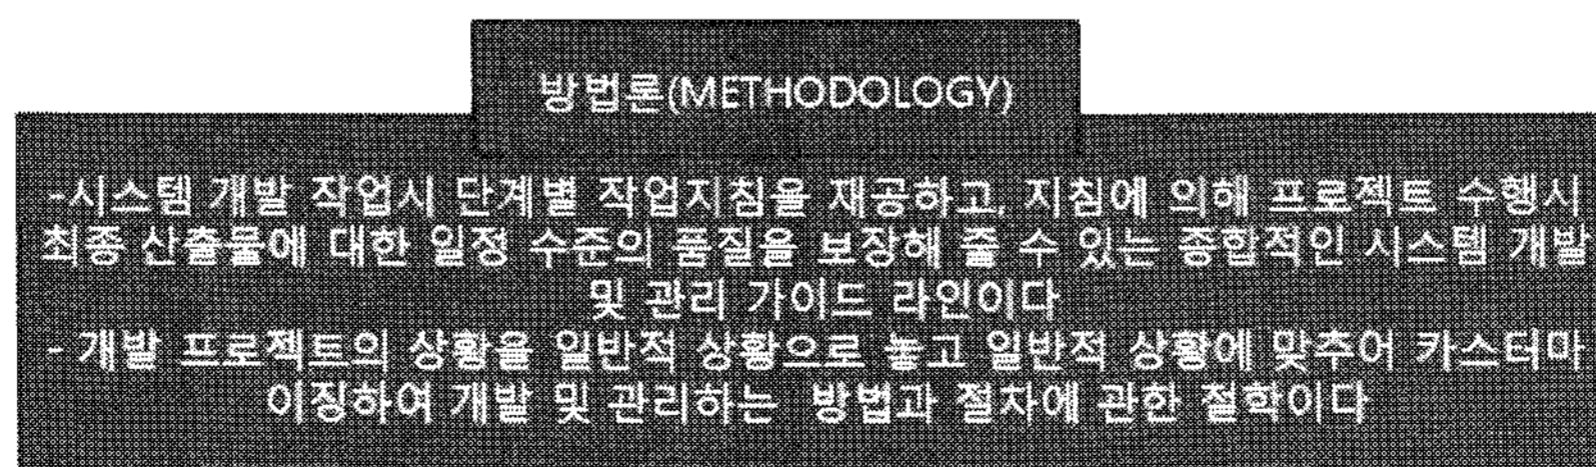 방법론(METHODOLOGY)
-시스템 개발 작업시 단계별 작업지침을 재공하고, 지침에 의해 프로젝트 수행시
최종 산출물에 대한 일정 수준의 품질을 보장해 줄 수 있는 종합적인 시스템 개발
및 관리 가이드 라인이다
- 개발 프로젝트의 상황을 일반적 상황으로 놓고 일반적 상황에 맞추어 카스터마
이징하여 개발 및 관리하는 방법과 절차에 관한 철학이다